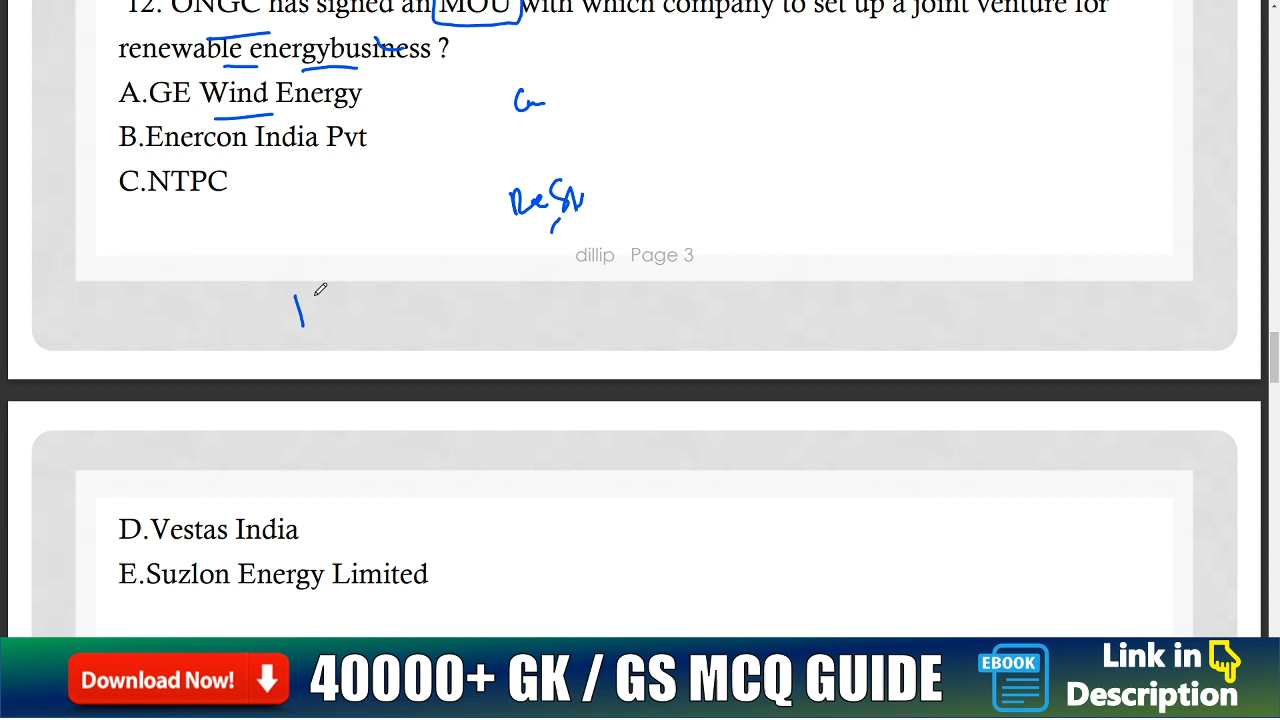 12. ONGC has signed an MOU with which company to set up a joint venture for
renewable energybusiness ?
A.GE Wind Energy
B.Enercon India Pvt
C.NTPC
dillip Page 3
D.Vestas India
E.Suzlon Energy Limited
Download Now!
40000+ GK / GS MCQ GUIDE
EBOOK
Link in
Description